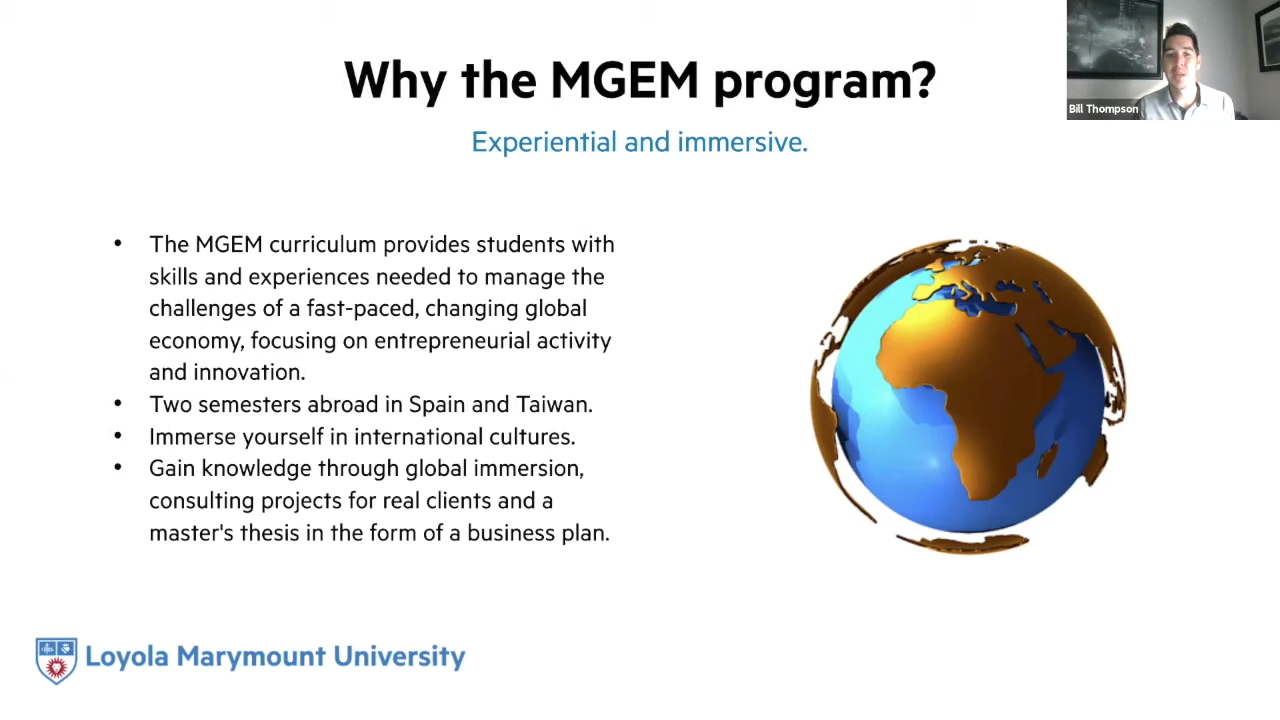 Why the MGEM program?
Bill Thompson
Experiential and immersive.
• The MGEM curriculum provides students with
skills and experiences needed to manage the
challenges of a fast-paced, changing global
economy, focusing on entrepreneurial activity
and innovation.
• Two semesters abroad in Spain and Taiwan.
• Immerse yourself in international cultures.
• Gain knowledge through global immersion,
consulting projects for real clients and a
master's thesis in the form of a business plan.
Loyola Marymount University